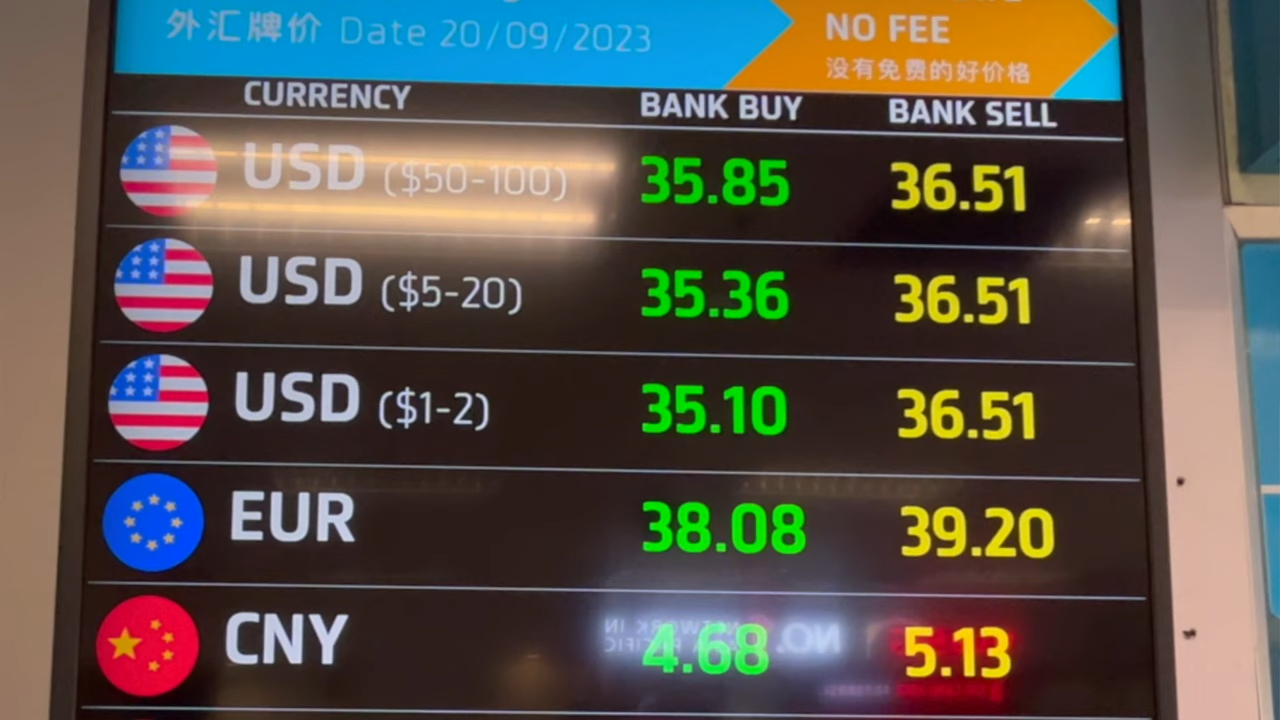 外汇牌价 Date 20/09/2023
NO FEE
没有免费的好价格
CURRENCY BANK BUY BANK SELL
USD ($50-100) 35.85 36.51
USD ($5-20) 35.36 36.51
USD ($1-2) 35.10 36.51
EUR 38.08 39.20
CNY 4.68 5.13